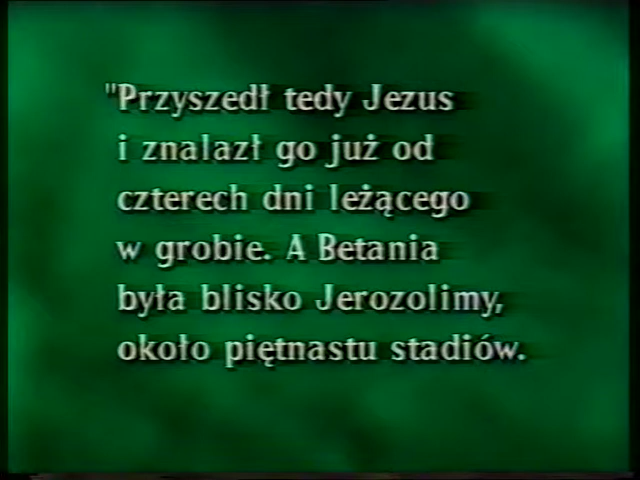 "Przyszedł tedy Jezus
i znalazł go już od
czterech dni leżącego
w grobie. A Betania
była blisko Jerozolimy,
około piętnastu stadiów.